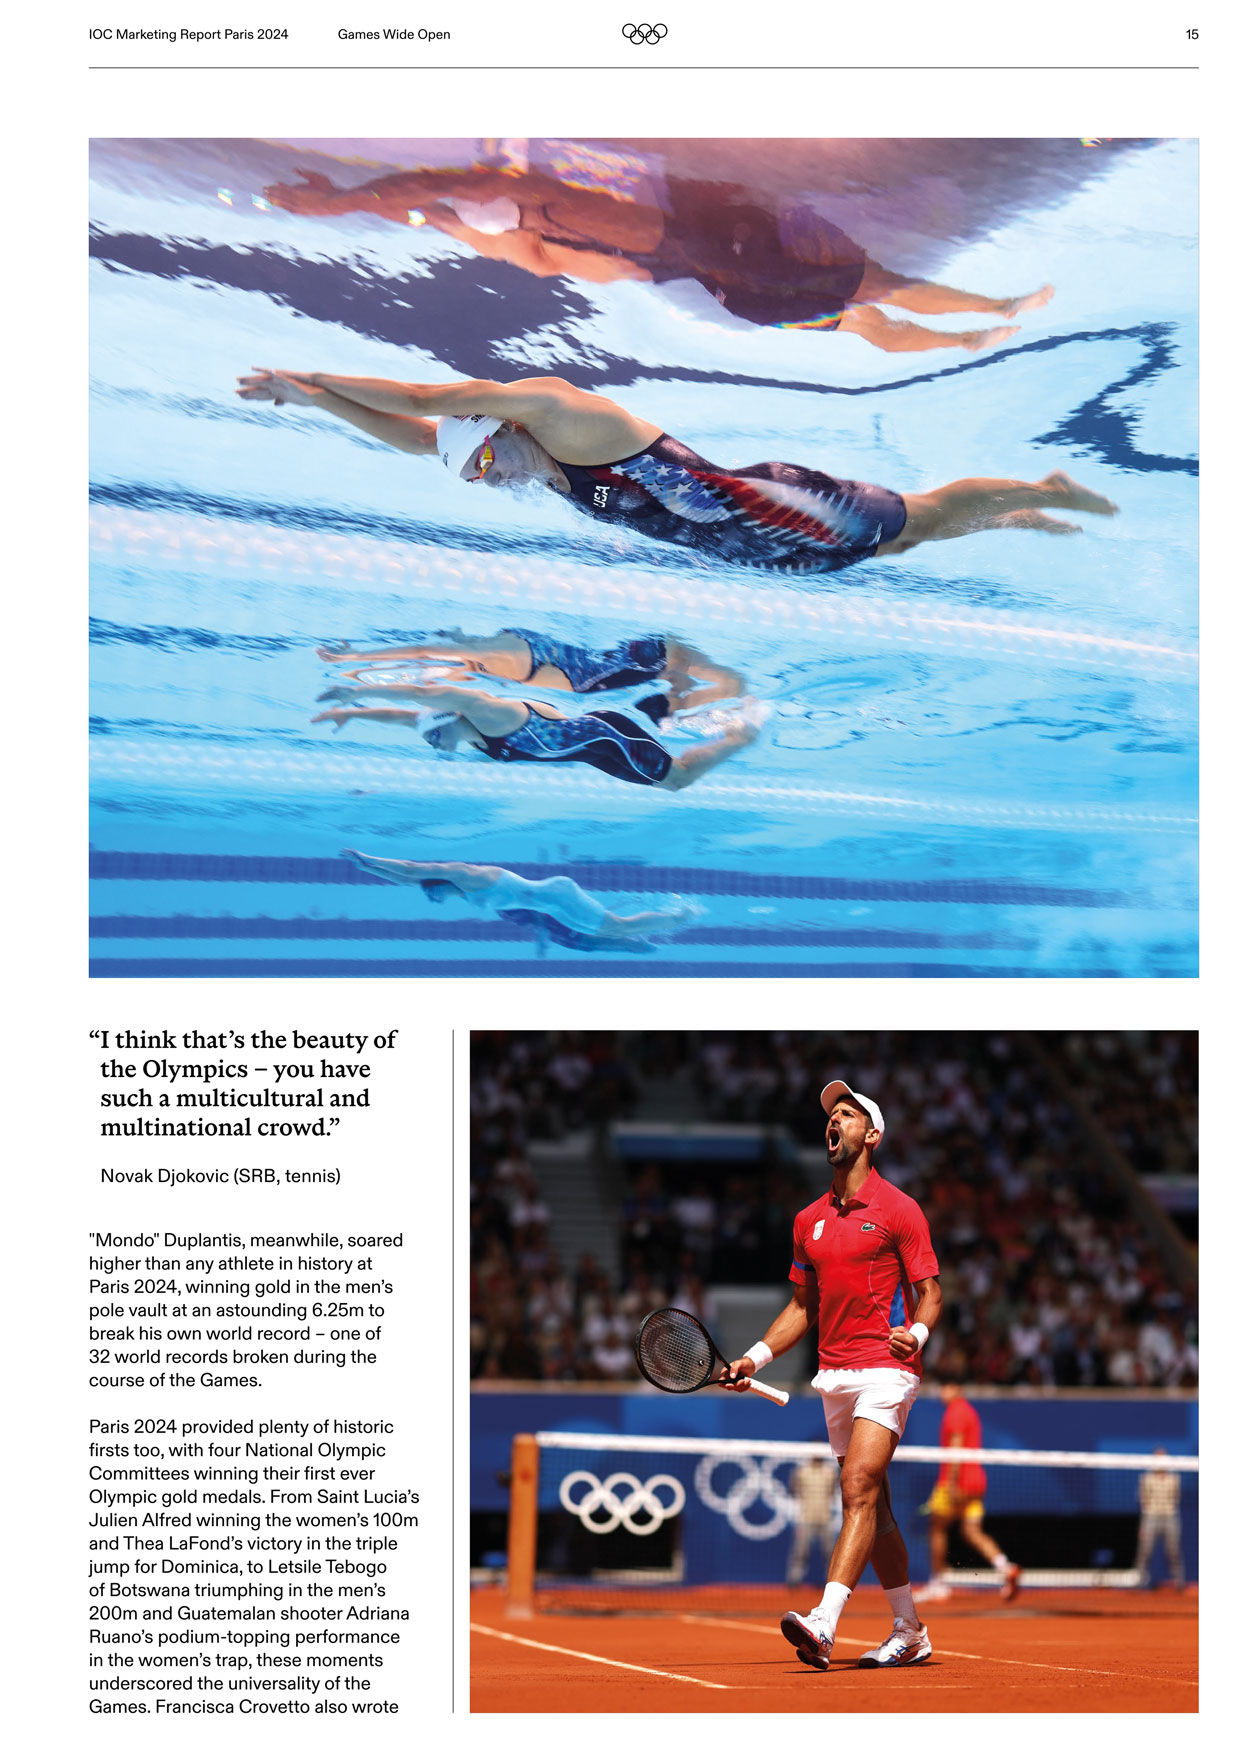 IOC Marketing Report Paris 2024
Games Wide Open
15
USA
“I think that’s the beauty of
the Olympics – you have
such a multicultural and
multinational crowd.”
Novak Djokovic (SRB, tennis)
"Mondo" Duplantis, meanwhile, soared
higher than any athlete in history at
Paris 2024, winning gold in the men’s
pole vault at an astounding 6.25m to
break his own world record – one of
32 world records broken during the
course of the Games.
Paris 2024 provided plenty of historic
firsts too, with four National Olympic
Committees winning their first ever
Olympic gold medals. From Saint Lucia’s
Julien Alfred winning the women’s 100m
and Thea LaFond’s victory in the triple
jump for Dominica, to Letsile Tebogo
of Botswana triumphing in the men’s
200m and Guatemalan shooter Adriana
Ruano’s podium-topping performance
in the women’s trap, these moments
underscored the universality of the
Games. Francisca Crovetto also wrote